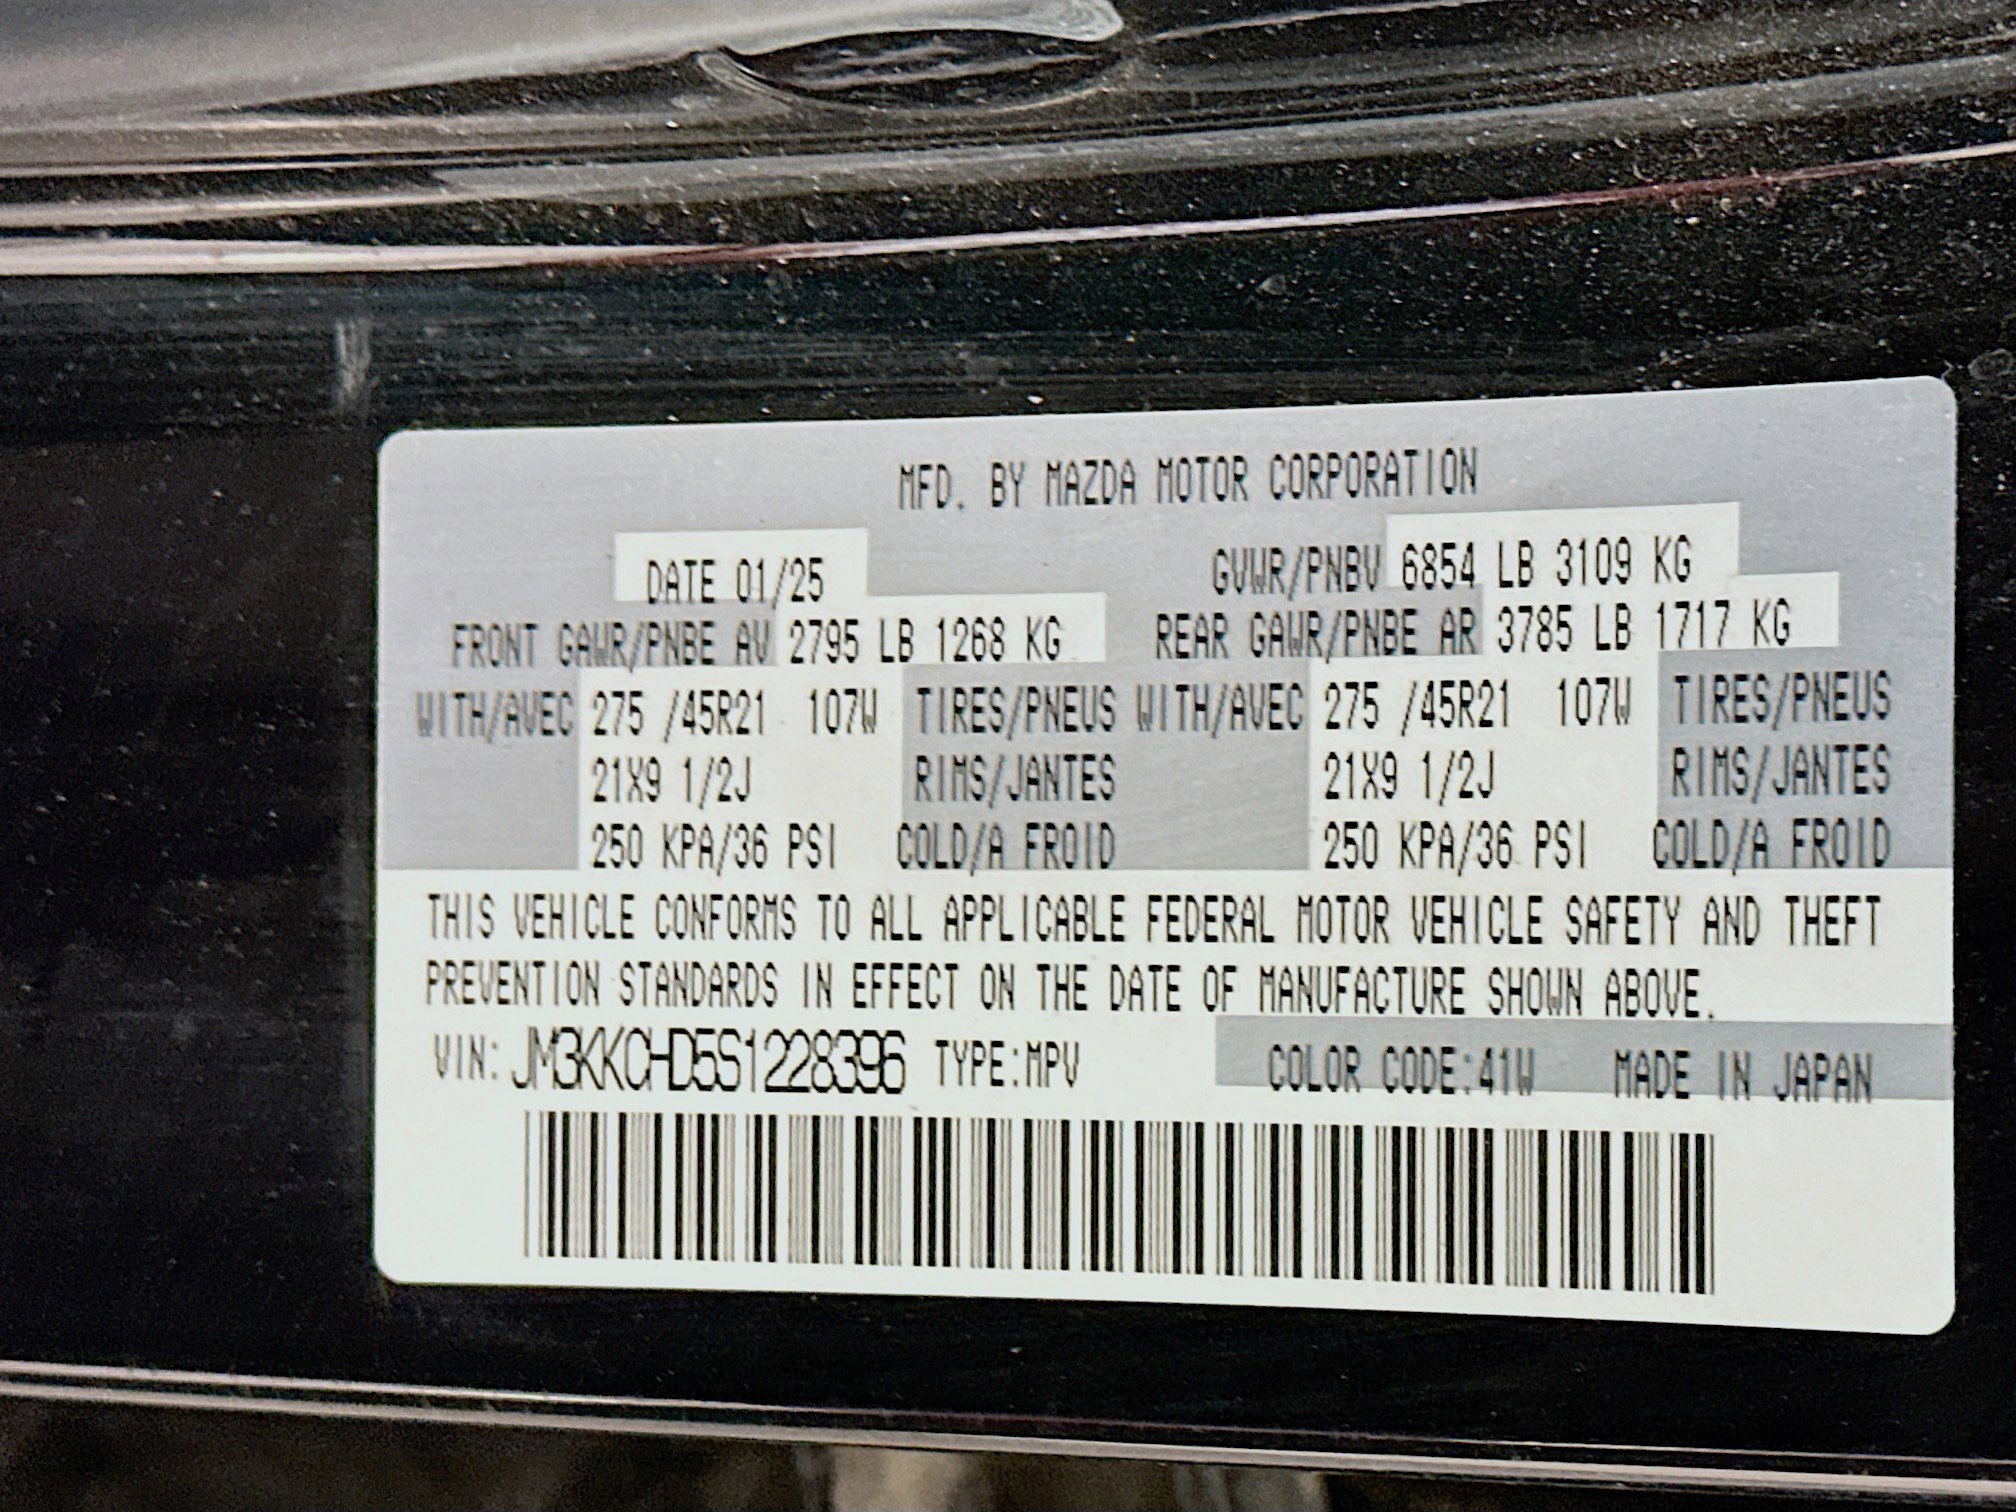 MFD. BY MAZDA MOTOR CORPORATION
DATE 01/25 GVWR/PNBV 6854 LB 3109 KG
FRONT GAWR/PNBE AV 2795 LB 1268 KG REAR GAWR/PNBE AR 3785 LB 1717 KG
WITH/AVEC 275 /45R21 107W TIRES/PNEUS WITH/AVEC 275 /45R21 107W TIRES/PNEUS
21X9 1/2J RIMS/JANTES 21X9 1/2J RIMS/JANTES
250 KPA/36 PSI COLD/A FROID 250 KPA/36 PSI COLD/A FROID
THIS VEHICLE CONFORMS TO ALL APPLICABLE FEDERAL MOTOR VEHICLE SAFETY AND THEFT
PREVENTION STANDARDS IN EFFECT ON THE DATE OF MANUFACTURE SHOWN ABOVE.
VIN: JM3KKCHD5S1228396 TYPE:MPV COLOR CODE:41W MADE IN JAPAN